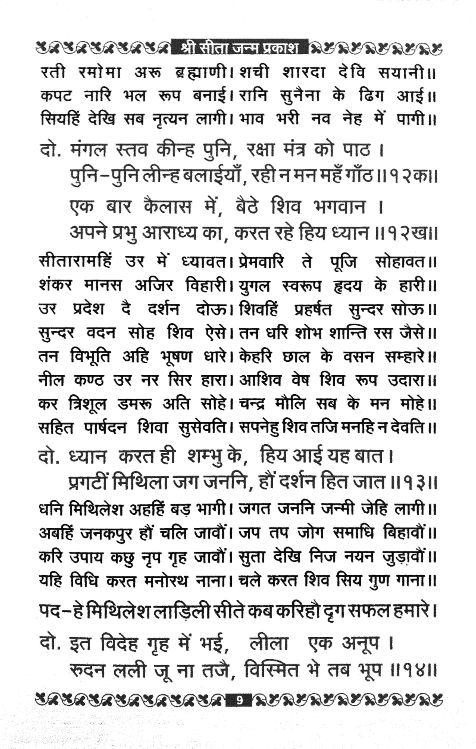 श्री सीता जन्म प्रकाश
रती रमोमा अरु ब्रह्माणी। शची शारदा देवि सयानी॥
कपट नारि भल रूप बनाई। रानि सुनैना के ढिग आई॥
सियहिं देखि सब नृत्यन लागी। भाव भरी नव नेह में पागी॥
दो. मंगल स्तव कीन्ह पुनि, रक्षा मंत्र को पाठ ।
पुनि-पुनि लीन्ह बलाईयाँ, रही न मन महँ गाँठ॥१२क॥
एक बार कैलास में, बैठे शिव भगवान ।
अपने प्रभु आराध्य का, करत रहे हिय ध्यान॥१२ख॥
सीतारामहिं उर में ध्यावत। प्रेमवारि ते पूजि सोहावत॥
शंकर मानस अजिर विहारी। युगल स्वरूप हृदय के हारी॥
उर प्रदेश दै दर्शन दोऊ। शिवहिं प्रहर्षत सुन्दर सोऊ॥
सुन्दर वदन सोह शिव ऐसे। तन धरि शोभ शान्ति रस जैसे॥
तन विभूति अहि भूषण धारे। केहरि छाल के वसन सम्हारे॥
नील कण्ठ उर नर सिर हारा। आशिव वेष शिव रूप उदारा॥
कर त्रिशूल डमरू अति सोहे। चन्द्र मौलि सब के मन मोहे॥
सहित पार्षदन शिवा सुसेवति। सपनेहु शिव तजि मनहि न देवति॥
दो. ध्यान करत ही शम्भु के, हिय आई यह बात।
प्रगटीं मिथिला जग जननि, हौं दर्शन हित जात॥१३॥
धनि मिथिलेश अहहिं बड़ भागी। जगत जननि जन्मी जेहि लागी॥
अबहिं जनकपुर हौं चलि जावौं। जप तप जोग समाधि बिहावौं॥
करि उपाय कछु नृप गृह जावौं। सुता देखि निज नयन जुड़ावौं॥
यहि विधि करत मनोरथ नाना। चले करत शिव सिय गुण गाना॥
पद-हे मिथिलेश लाड़िली सीते कब करिहौ दृग सफल हमारे।
दो. इत विदेह गृह में भई, लीला एक अनूप ।
रुदन लली जू ना तजै, विस्मित भे तब भूप॥१४॥
9